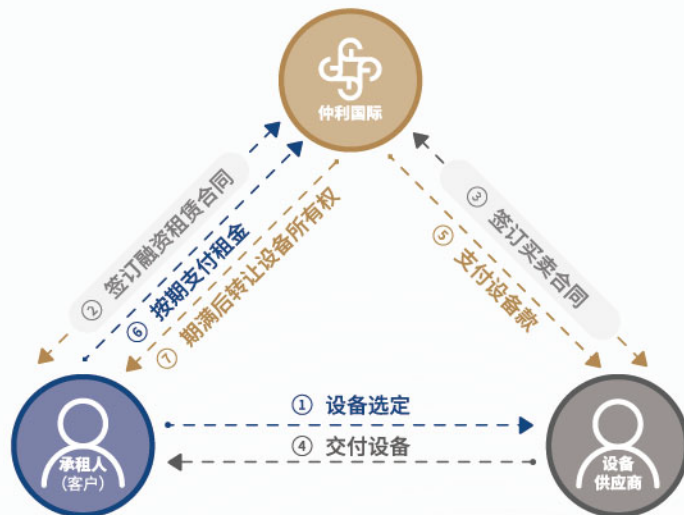 仲利国际
② 签订融资租赁合同
⑥ 按期支付租金
⑦ 期满后转让设备所有权
③ 签订买卖合同
⑤ 支付设备款
① 设备选定
④ 交付设备
承租人
(客户)
设备
供应商